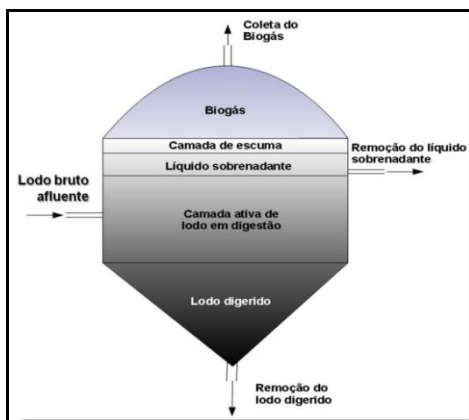 Coleta do
Biogás
Biogás
Camada de escuma
Remoção do líquido
sobrenadante
Líquido sobrenadante
Lodo bruto
afluente
Camada ativa de
lodo em digestão
Lodo digerido
Remoção do
lodo digerido